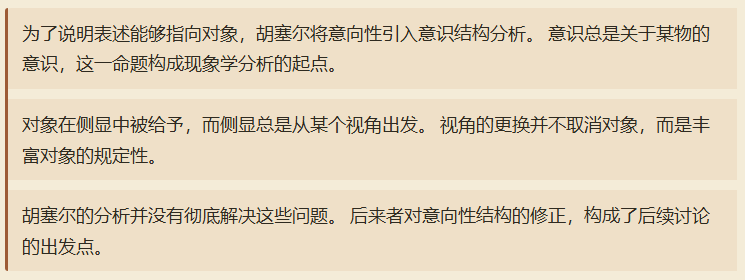 为了说明表述能够指向对象，胡塞尔将意向性引入意识结构分析。 意识总是关于某物的
意识，这一命题构成现象学分析的起点。
对象在侧显中被给予，而侧显总是从某个视角出发。 视角的更换并不取消对象，而是丰
富对象的规定性。
胡塞尔的分析并没有彻底解决这些问题。 后来者对意向性结构的修正，构成了后续讨论
的出发点。